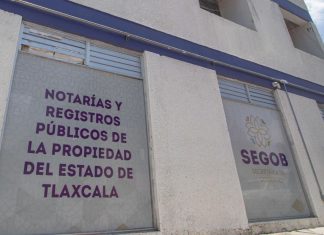 NOTARÍAS Y
REGISTROS
PÚBLICOS DE
LA PROPIEDAD
DEL ESTADO DE
TLAXCALA
SEGOB